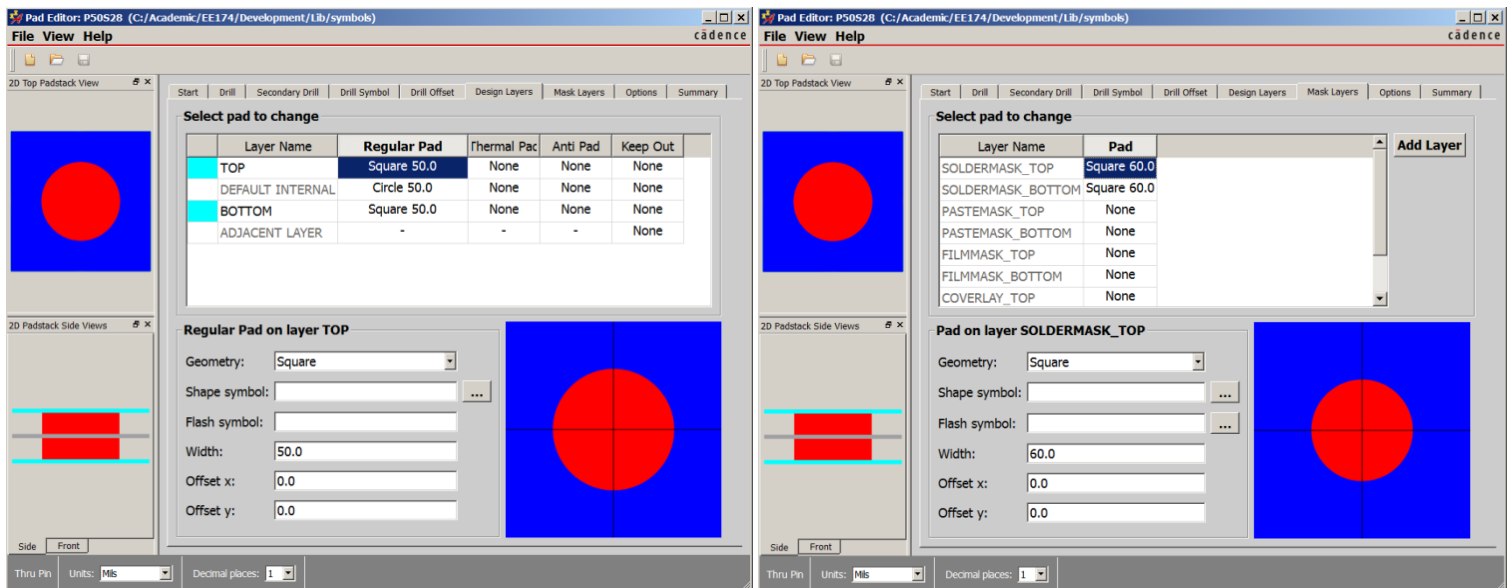 Pad Editor: P50S28 (C:/Academic/EE174/Development/Lib/symbols)
File View Help
cādence
2D Top Padstack View
Start Drill Secondary Drill Drill Symbol Drill Offset Design Layers Mask Layers Options Summary
Select pad to change
Layer Name Regular Pad Thermal Pad Anti Pad Keep Out
TOP Square 50.0 None None None
DEFAULT INTERNAL Circle 50.0 None None None
BOTTOM Square 50.0 None None None
ADJACENT LAYER - - - None
2D Padstack Side Views
Regular Pad on layer TOP
Geometry: Square
Shape symbol: ...
Flash symbol:
Width: 50.0
Offset x: 0.0
Offset y: 0.0
Side Front
Thru Pin Units: Mils Decimal places: 1
Pad Editor: P50S28 (C:/Academic/EE174/Development/Lib/symbols)
File View Help
cādence
2D Top Padstack View
Start Drill Secondary Drill Drill Symbol Drill Offset Design Layers Mask Layers Options Summary
Select pad to change
Layer Name Pad
Add Layer
SOLDERMASK_TOP Square 60.0
SOLDERMASK_BOTTOM Square 60.0
PASTEMASK_TOP None
PASTEMASK_BOTTOM None
FILMMASK_TOP None
FILMMASK_BOTTOM None
COVERLAY_TOP None
2D Padstack Side Views
Pad on layer SOLDERMASK_TOP
Geometry: Square
Shape symbol: ...
Flash symbol: ...
Width: 60.0
Offset x: 0.0
Offset y: 0.0
Side Front
Thru Pin Units: Mils Decimal places: 1